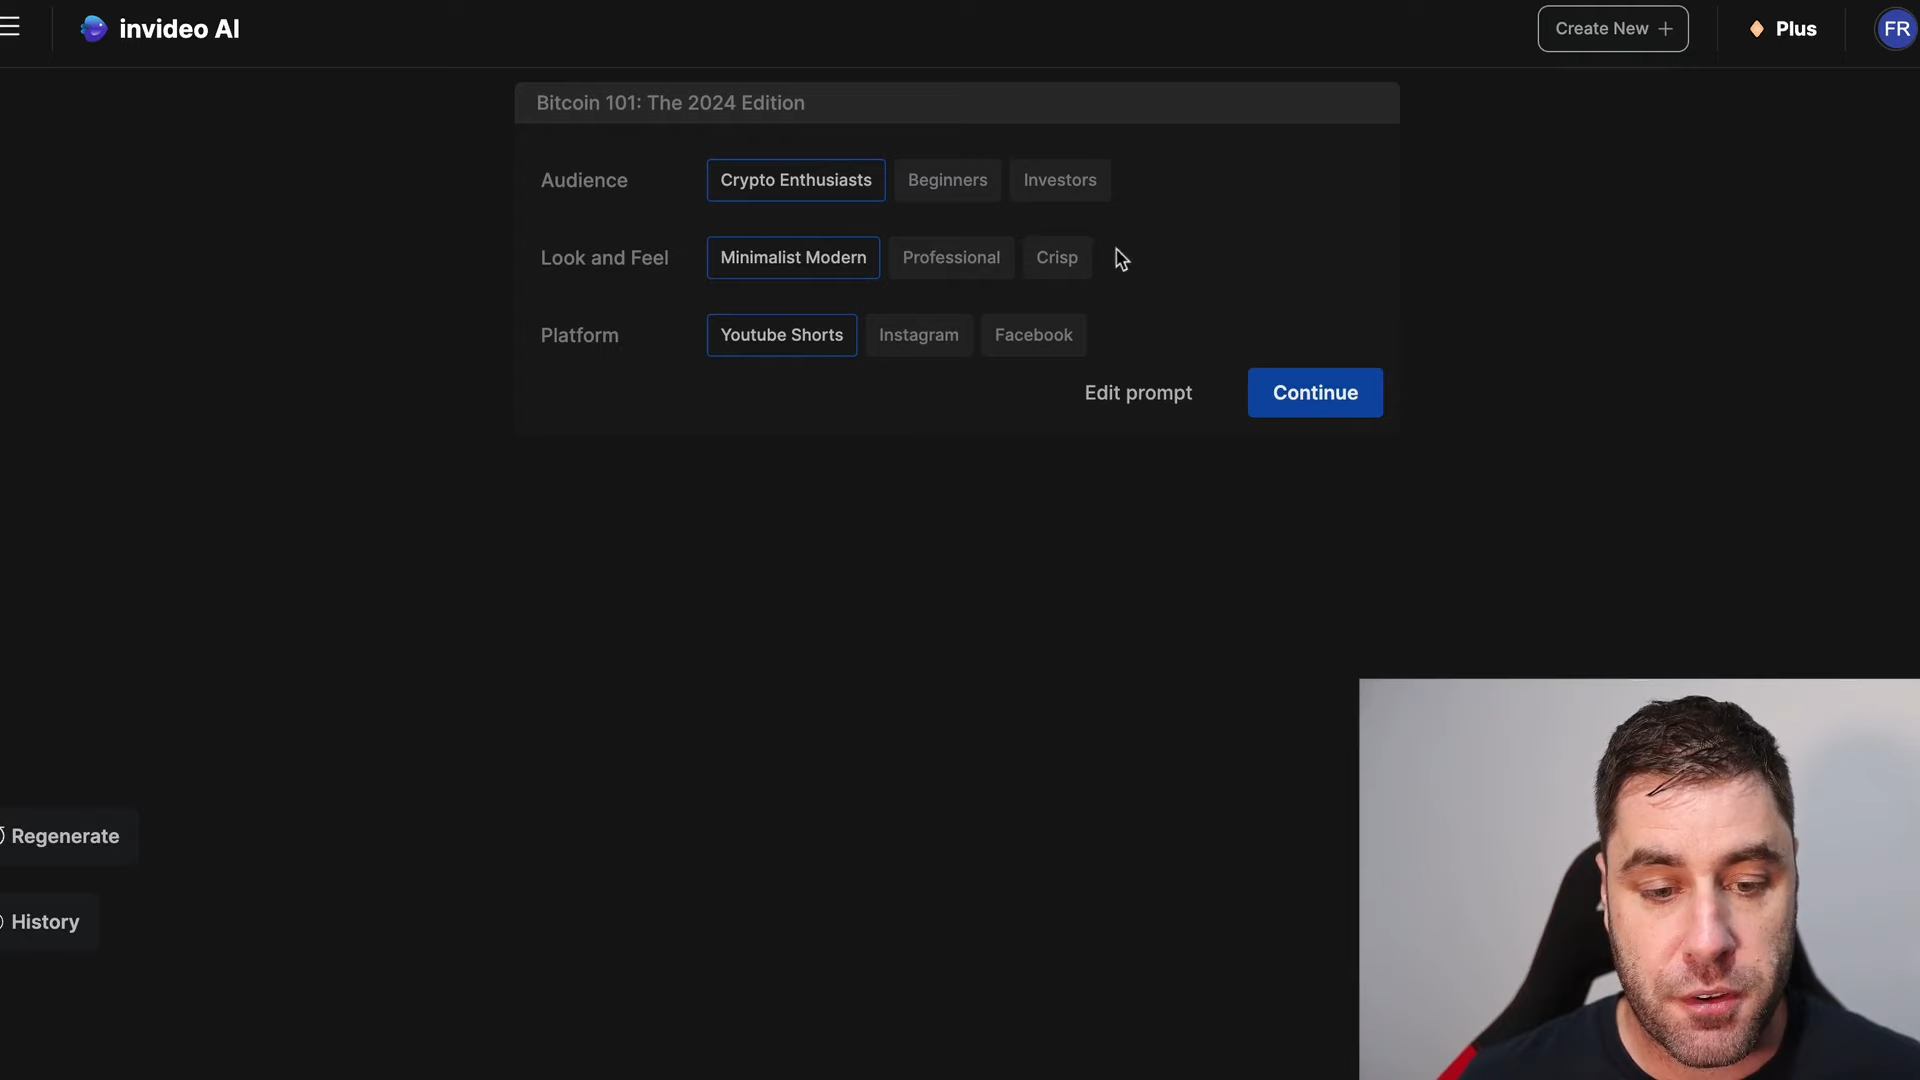 invideo AI
Create New
Plus
FR
Bitcoin 101: The 2024 Edition
Audience
Crypto Enthusiasts
Beginners
Investors
Look and Feel
Minimalist Modern
Professional
Crisp
Platform
Youtube Shorts
Instagram
Facebook
Edit prompt
Continue
Regenerate
History